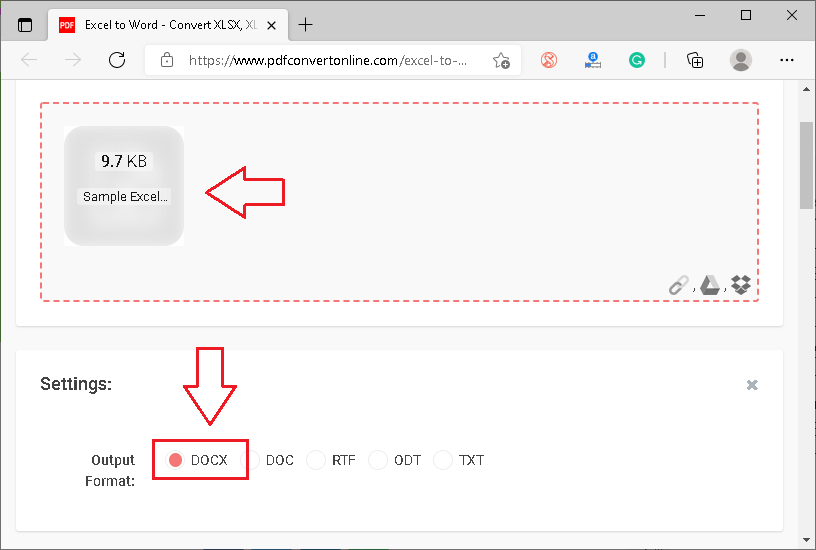 PDF
Excel to Word - Convert XLSX, XL
https://www.pdfconvertonline.com/excel-to-...
9.7 KB
Sample Excel...
, ,
Settings:
Output Format:
DOCX DOC RTF ODT TXT